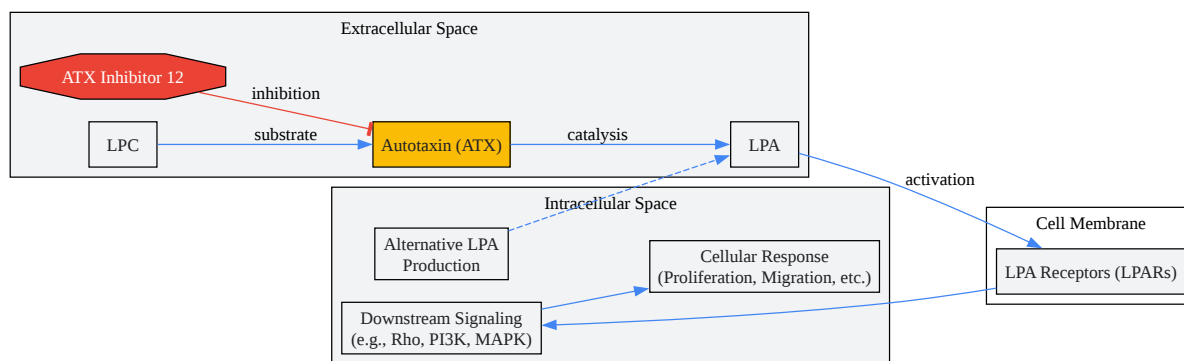 Extracellular Space
ATX Inhibitor 12
inhibition
LPC
substrate
Autotaxin (ATX)
catalysis
LPA
activation
Intracellular Space
Alternative LPA
Production
Cellular Response
(Proliferation, Migration, etc.)
Downstream Signaling
(e.g., Rho, PI3K, MAPK)
Cell Membrane
LPA Receptors (LPARs)